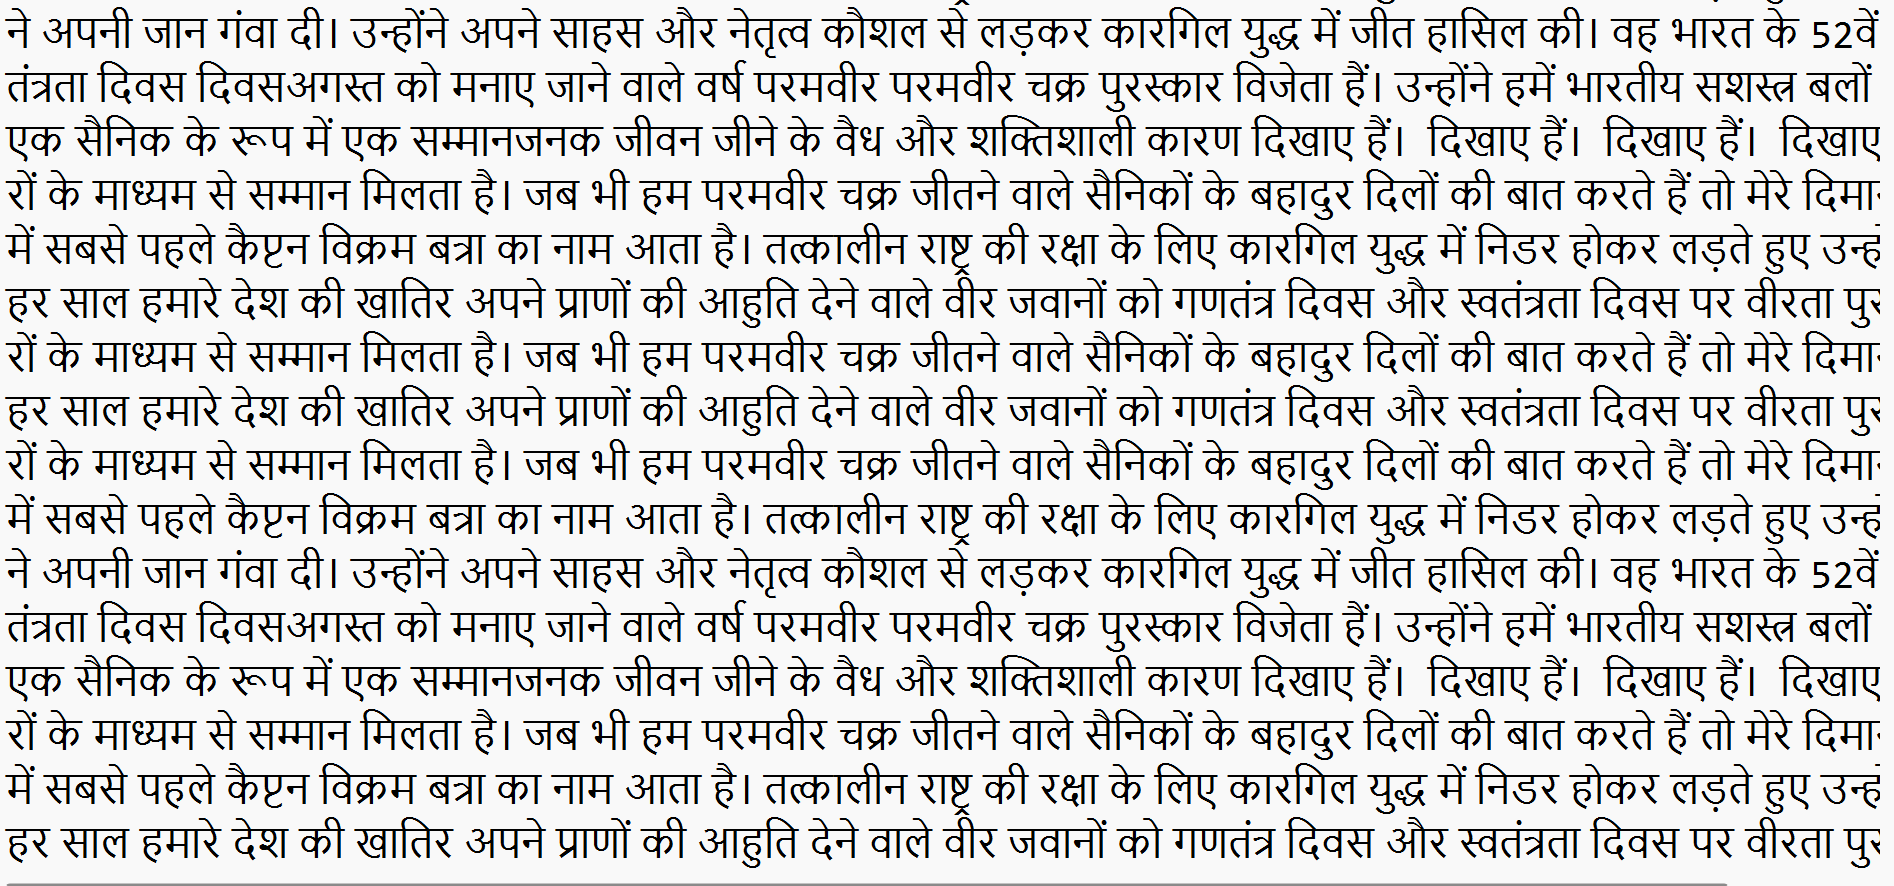 ने अपनी जान गंवा दी। उन्होंने अपने साहस और नेतृत्व कौशल से लड़कर कारगिल युद्ध में जीत हासिल की। वह भारत के 52वें
तंत्रता दिवस दिवसअगस्त को मनाए जाने वाले वर्ष परमवीर परमवीर चक्र पुरस्कार विजेता हैं। उन्होंने हमें भारतीय सशस्त्र बलों
एक सैनिक के रूप में एक सम्मानजनक जीवन जीने के वैध और शक्तिशाली कारण दिखाए हैं। दिखाए हैं। दिखाए हैं। दिखाए
रों के माध्यम से सम्मान मिलता है। जब भी हम परमवीर चक्र जीतने वाले सैनिकों के बहादुर दिलों की बात करते हैं तो मेरे दिमा
में सबसे पहले कैप्टन विक्रम बत्रा का नाम आता है। तत्कालीन राष्ट्र की रक्षा के लिए कारगिल युद्ध में निडर होकर लड़ते हुए उन्ह
हर साल हमारे देश की खातिर अपने प्राणों की आहुति देने वाले वीर जवानों को गणतंत्र दिवस और स्वतंत्रता दिवस पर वीरता पुर
रों के माध्यम से सम्मान मिलता है। जब भी हम परमवीर चक्र जीतने वाले सैनिकों के बहादुर दिलों की बात करते हैं तो मेरे दिमा
हर साल हमारे देश की खातिर अपने प्राणों की आहुति देने वाले वीर जवानों को गणतंत्र दिवस और स्वतंत्रता दिवस पर वीरता पुर
रों के माध्यम से सम्मान मिलता है। जब भी हम परमवीर चक्र जीतने वाले सैनिकों के बहादुर दिलों की बात करते हैं तो मेरे दिमा
में सबसे पहले कैप्टन विक्रम बत्रा का नाम आता है। तत्कालीन राष्ट्र की रक्षा के लिए कारगिल युद्ध में निडर होकर लड़ते हुए उन्ह
ने अपनी जान गंवा दी। उन्होंने अपने साहस और नेतृत्व कौशल से लड़कर कारगिल युद्ध में जीत हासिल की। वह भारत के 52वें
तंत्रता दिवस दिवसअगस्त को मनाए जाने वाले वर्ष परमवीर परमवीर चक्र पुरस्कार विजेता हैं। उन्होंने हमें भारतीय सशस्त्र बलों
एक सैनिक के रूप में एक सम्मानजनक जीवन जीने के वैध और शक्तिशाली कारण दिखाए हैं। दिखाए हैं। दिखाए हैं। दिखाए
रों के माध्यम से सम्मान मिलता है। जब भी हम परमवीर चक्र जीतने वाले सैनिकों के बहादुर दिलों की बात करते हैं तो मेरे दिमा
में सबसे पहले कैप्टन विक्रम बत्रा का नाम आता है। तत्कालीन राष्ट्र की रक्षा के लिए कारगिल युद्ध में निडर होकर लड़ते हुए उन्ह
हर साल हमारे देश की खातिर अपने प्राणों की आहुति देने वाले वीर जवानों को गणतंत्र दिवस और स्वतंत्रता दिवस पर वीरता पुर